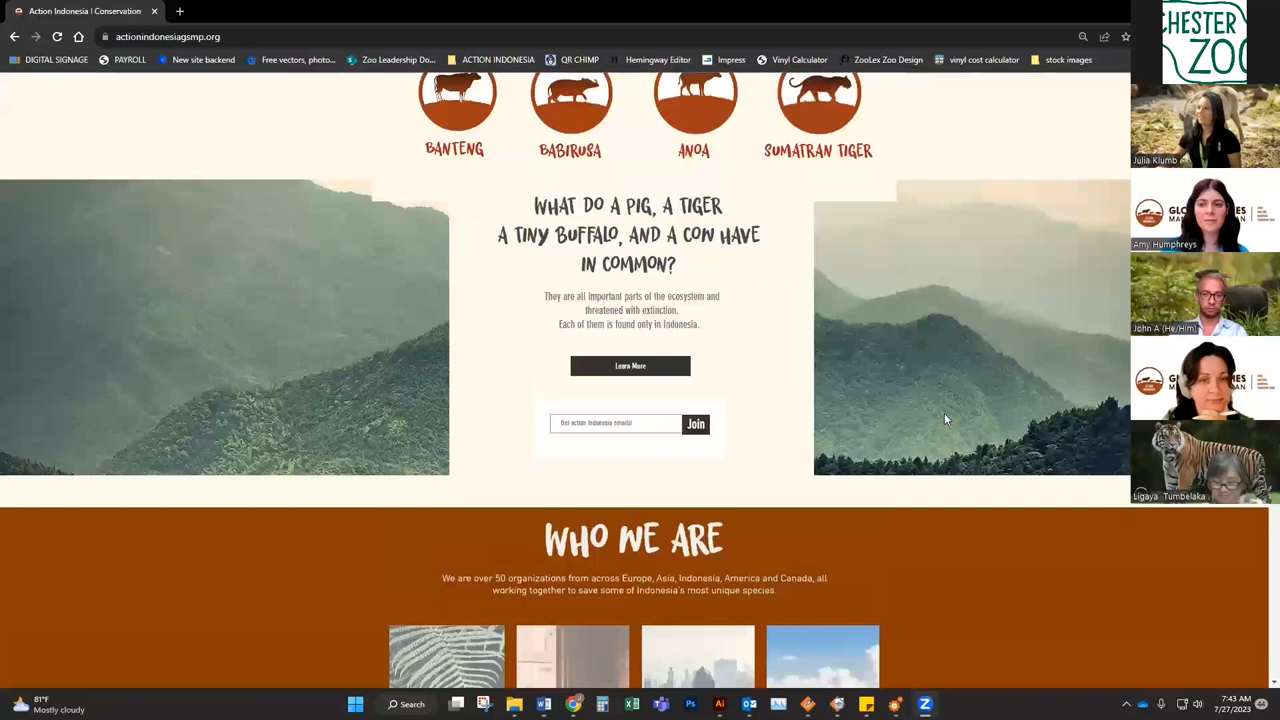 Action Indonesia | Conservation
actionindonesiagsmp.org
DIGITAL SIGNAGE
PAYROLL
New site backend
Free vectors, photo...
Zoo Leadership Do...
ACTION INDONESIA
QR CHIMP
Hemingway Editor
Impress
Vinyl Calculator
ZooLex Zoo Design
vinyl cost calculator
stock images
BANTENG
BABIRUSA
ANOA
SUMATRAN TIGER
WHAT DO A PIG, A TIGER
A TINY BUFFALO, AND A COW HAVE
IN COMMON?
They are all important parts of the ecosystem and
threatened with extinction.
Each of them is found only in Indonesia.
Learn More
Get action indonesia emails!
Join
WHO WE ARE
We are over 50 organizations from across Europe, Asia, Indonesia, America and Canada, all
working together to save some of Indonesia's most unique species.
CHESTER
ZOO
Julia Klumb
Amy Humphreys
John A (He/Him)
Ligaya Tumbelaka
81°F
Mostly cloudy
Search
7:43 AM
7/27/2023